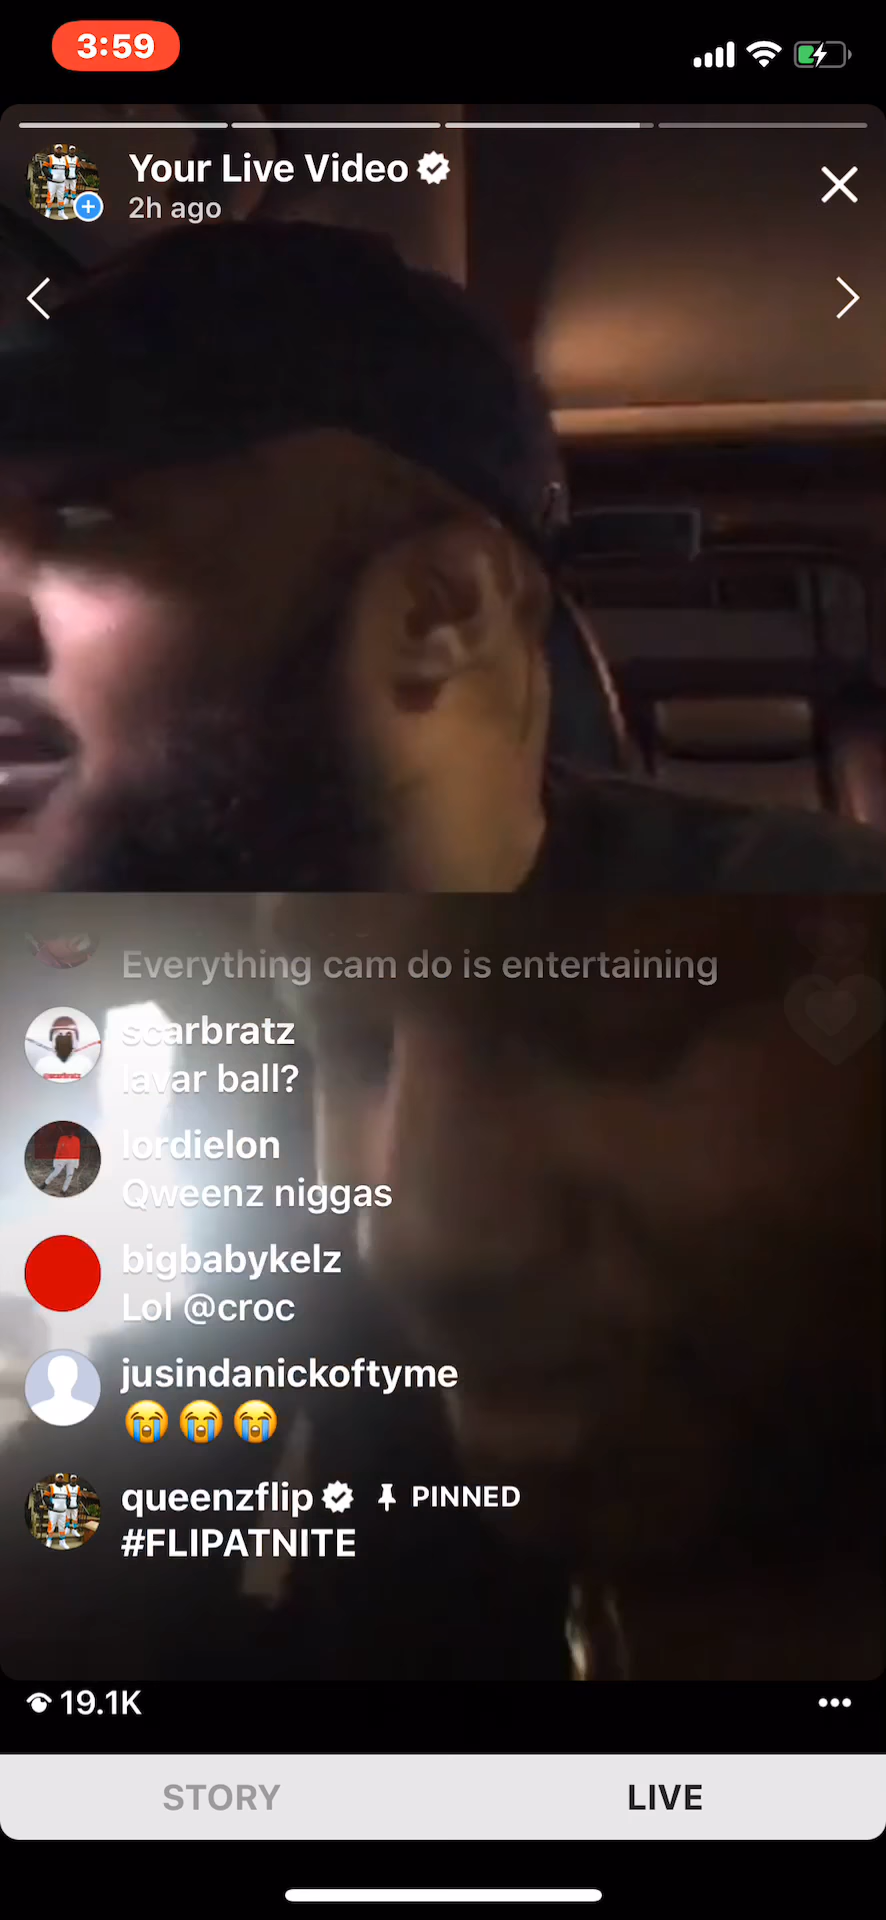 3:59
Your Live Video
2h ago
Everything cam do is entertaining
scarbratz
lavar ball?
lordielon
Qweenz niggas
bigbabykelz
Lol @croc
jusindanickoftyme
😭😭😭
queenzflip PINNED
#FLIPATNITE
19.1K
STORY
LIVE